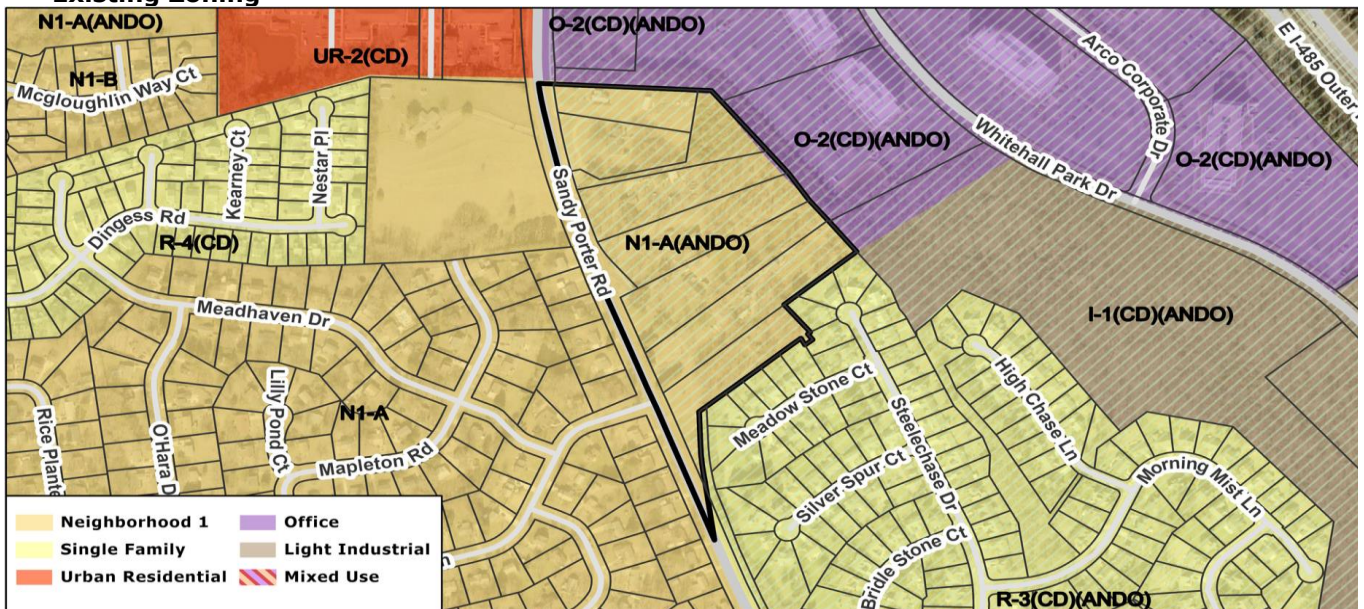 Existing Zoning
N1-A(ANDO)
UR-2(CD)
O-2(CD)(ANDO)
Arco Corporate Dr
E I-485 Outer
N1-B
Mcgloughlin Way Ct
Kearney Ct
Nestar Pl
O-2(CD)(ANDO)
Whitehall Park Dr
O-2(CD)(ANDO)
Sandy Porter Rd
Dingess Rd
R-4(CD)
N1-A(ANDO)
Meadhaven Dr
I-1(CD)(ANDO)
Rice Plante
O'Hara D
Lilly Pond Ct
N1-A
Mapleton Rd
Meadow Stone Ct
Steelechase Dr
High Chase Ln
Silver Spur Ct
Morning Mist Ln
Bridle Stone Ct
R-3(CD)(ANDO)
Neighborhood 1
Office
Single Family
Light Industrial
Urban Residential
Mixed Use